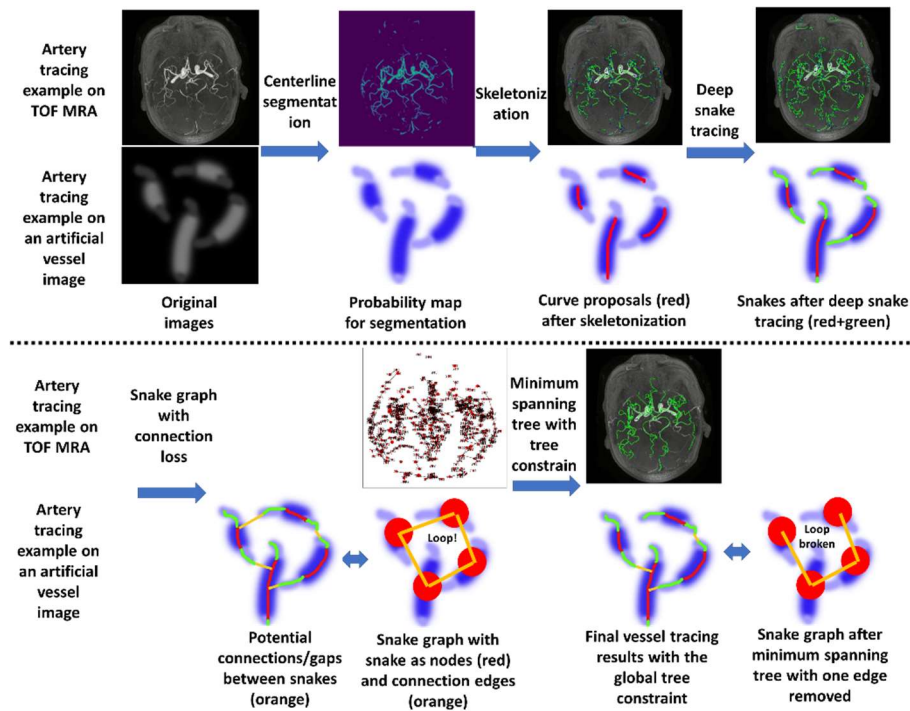 Artery
tracing
example on
TOF MRA
Centerline
segmentat
ion
Skeletoniz
ation
Deep
snake
tracing
Artery
tracing
example on
an artificial
vessel
image
Original
images
Probability map
for segmentation
Curve proposals (red)
after skeletonization
Snakes after deep snake
tracing (red+green)
Artery
tracing
example on
TOF MRA
Snake graph
with
connection
loss
Minimum
spanning
tree with
tree
constrain
Artery
tracing
example on
an artificial
vessel
image
Loop!
Loop
broken
Potential
connections/gaps
between snakes
(orange)
Snake graph with
snake as nodes (red)
and connection edges
(orange)
Final vessel tracing
results with the
global tree
constraint
Snake graph after
minimum spanning
tree with one edge
removed